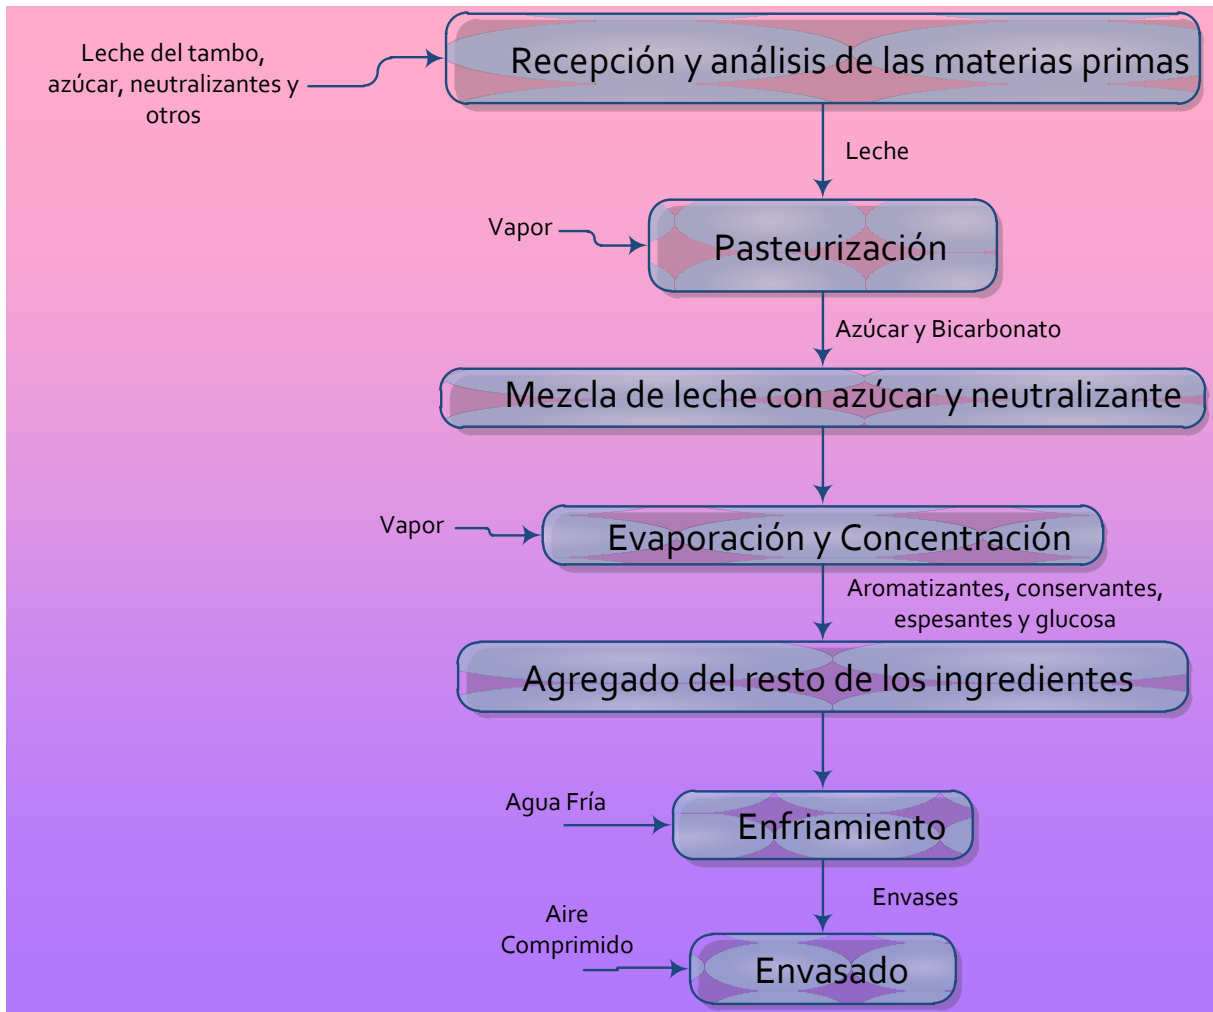 Leche del tambo,
azúcar, neutralizantes y
otros
Recepción y análisis de las materias primas
Leche
Vapor
Pasteurización
Azúcar y Bicarbonato
Mezcla de leche con azúcar y neutralizante
Vapor
Evaporación y Concentración
Aromatizantes, conservantes,
espesantes y glucosa
Agregado del resto de los ingredientes
Agua Fría
Enfriamiento
Envases
Aire
Comprimido
Envasado